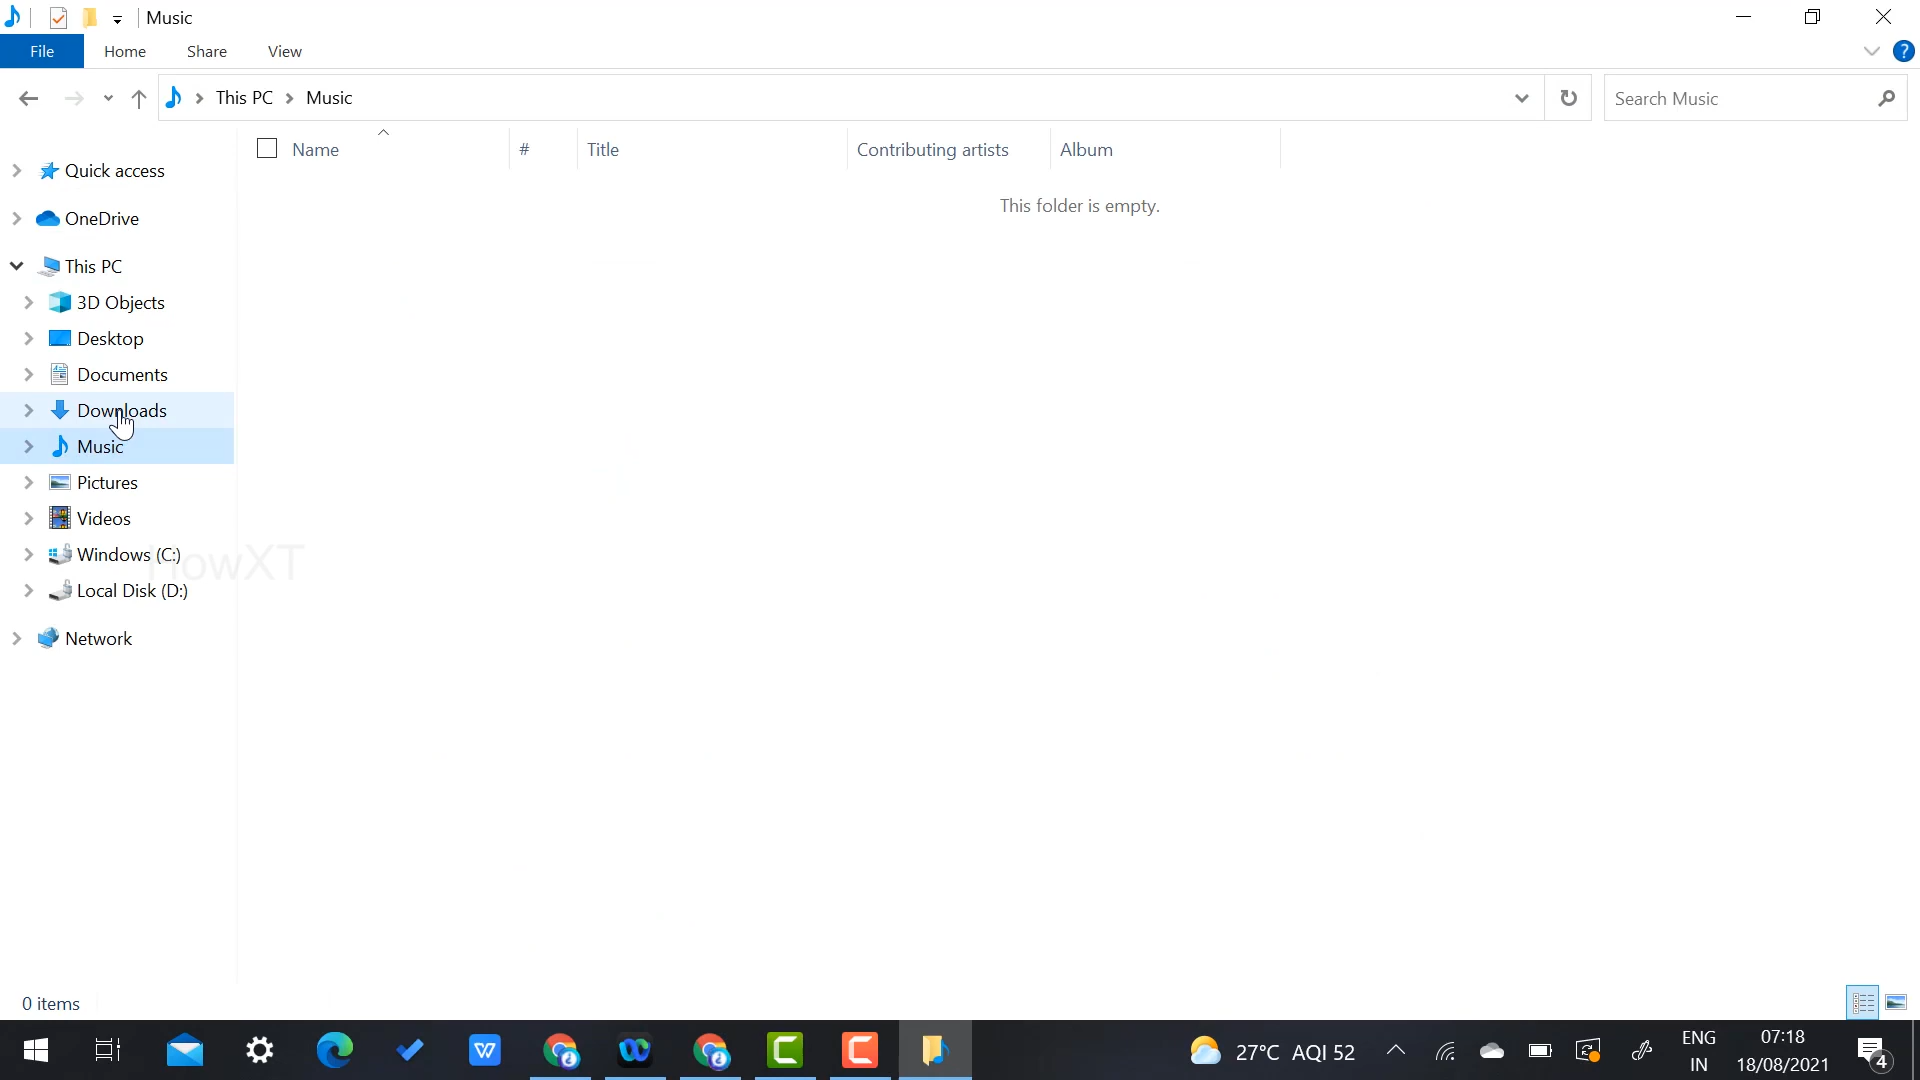 Music
File Home Share View
This PC Music
Search Music
Name # Title Contributing artists Album
This folder is empty.
Quick access
OneDrive
This PC
3D Objects
Desktop
Documents
Downloads
Music
Pictures
Videos
Windows (C:)
HowXT
Local Disk (D:)
Network
0 items
27°C AQI 52
ENG
IN
07:18
18/08/2021
4